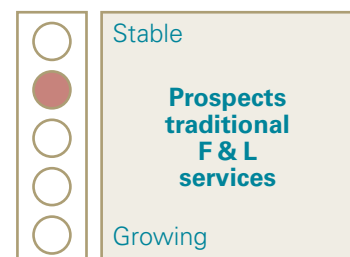 Stable
Prospects
traditional
F & L
services
Growing